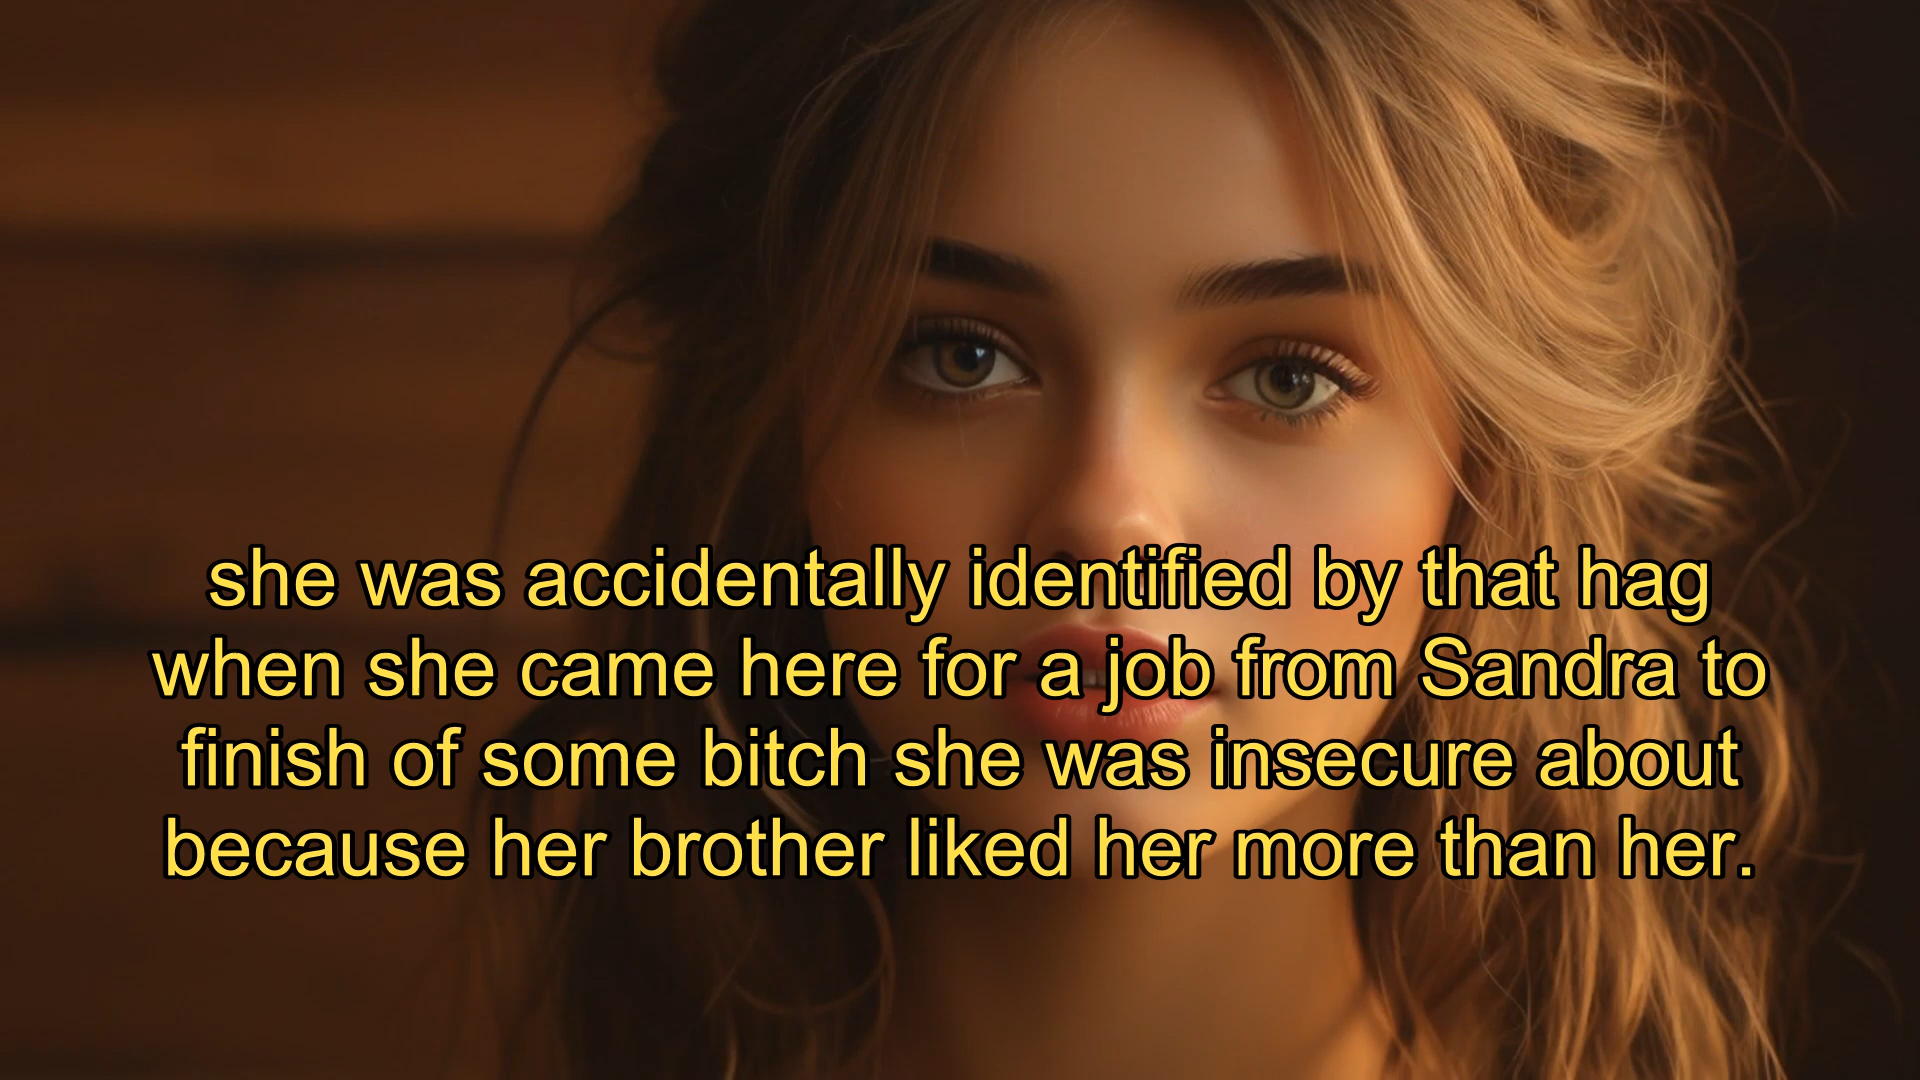 she was accidentally identified by that hag
when she came here for a job from Sandra to
finish of some bitch she was insecure about
because her brother liked her more than her.